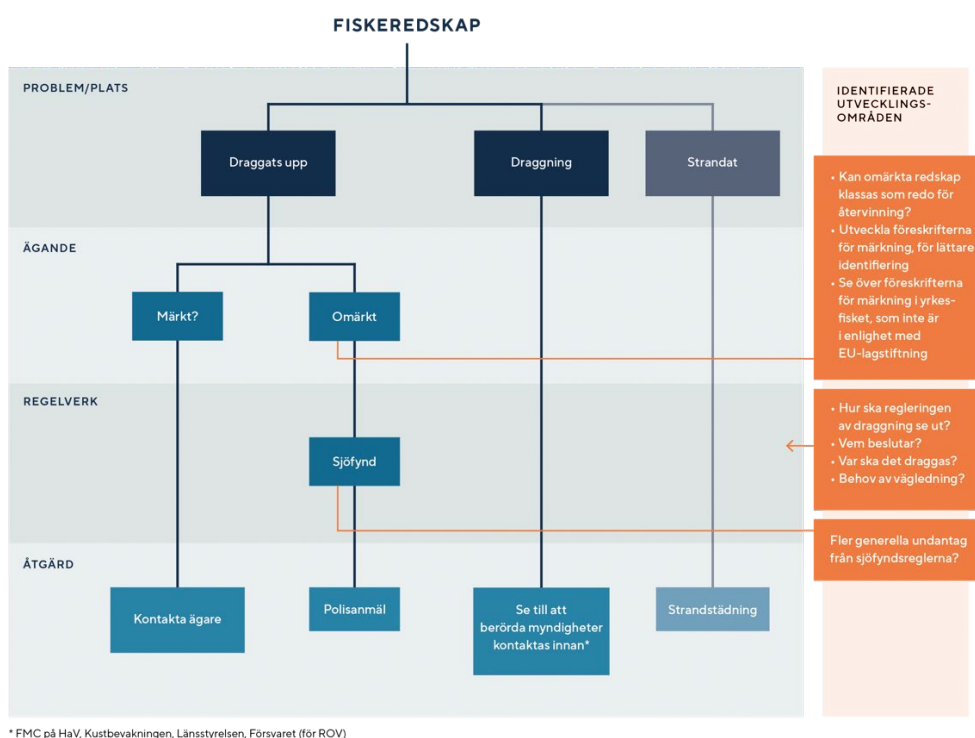 FISKEREDSKAP
PROBLEM/PLATS
Draggats upp
Draggning
Strandat
ÄGANDE
Märkt?
Omärkt
REGELVERK
Sjöfynd
ÅTGÄRD
Kontakta ägare
Polisanmäl
Se till att
berörda myndigheter
kontaktas innan*
Strandstädning
IDENTIFIERADE
UTVECKLINGS-
OMRÅDEN
• Kan omärkta redskap
klassas som redo för
återvinning?
• Utveckla föreskrifterna
för märkning, för lättare
identifiering
• Se över föreskrifterna
för märkning i yrkes-
fisket, som inte är
i enlighet med
EU-lagstiftning
• Hur ska regleringen
av draggning se ut?
• Vem beslutar?
• Var ska det draggas?
• Behov av vägledning?
Fler generella undantag
från sjöfyndsreglerna?
* FMC på HaV, Kustbevakningen, Länsstyrelsen, Försvaret (för ROV)